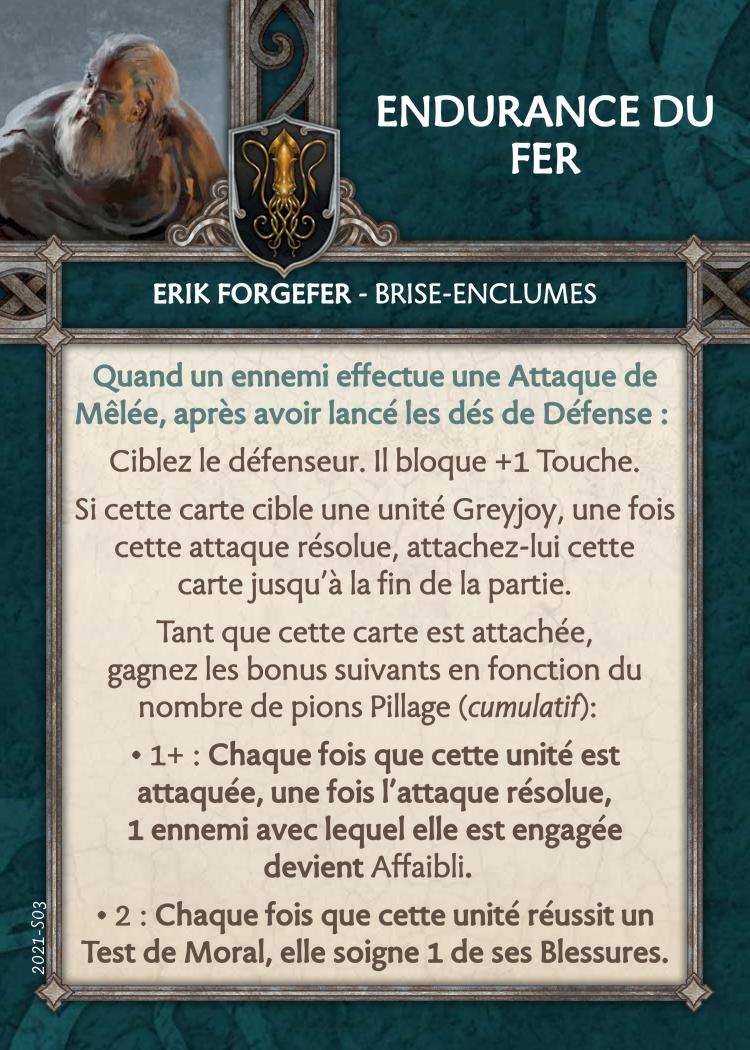 ENDURANCE DU
FER
ERIK FORGEFER - BRISE-ENCLUMES
Quand un ennemi effectue une Attaque de
Mêlée, après avoir lancé les dés de Défense :
Ciblez le défenseur. Il bloque +1 Touche.
Si cette carte cible une unité Greyjoy, une fois
cette attaque résolue, attachez-lui cette
carte jusqu’à la fin de la partie.
Tant que cette carte est attachée,
gagnez les bonus suivants en fonction du
nombre de pions Pillage (cumulatif):
• 1+ : Chaque fois que cette unité est
attaquée, une fois l’attaque résolue,
1 ennemi avec lequel elle est engagée
devient Affaibli.
• 2 : Chaque fois que cette unité réussit un
Test de Moral, elle soigne 1 de ses Blessures.
2021-S03